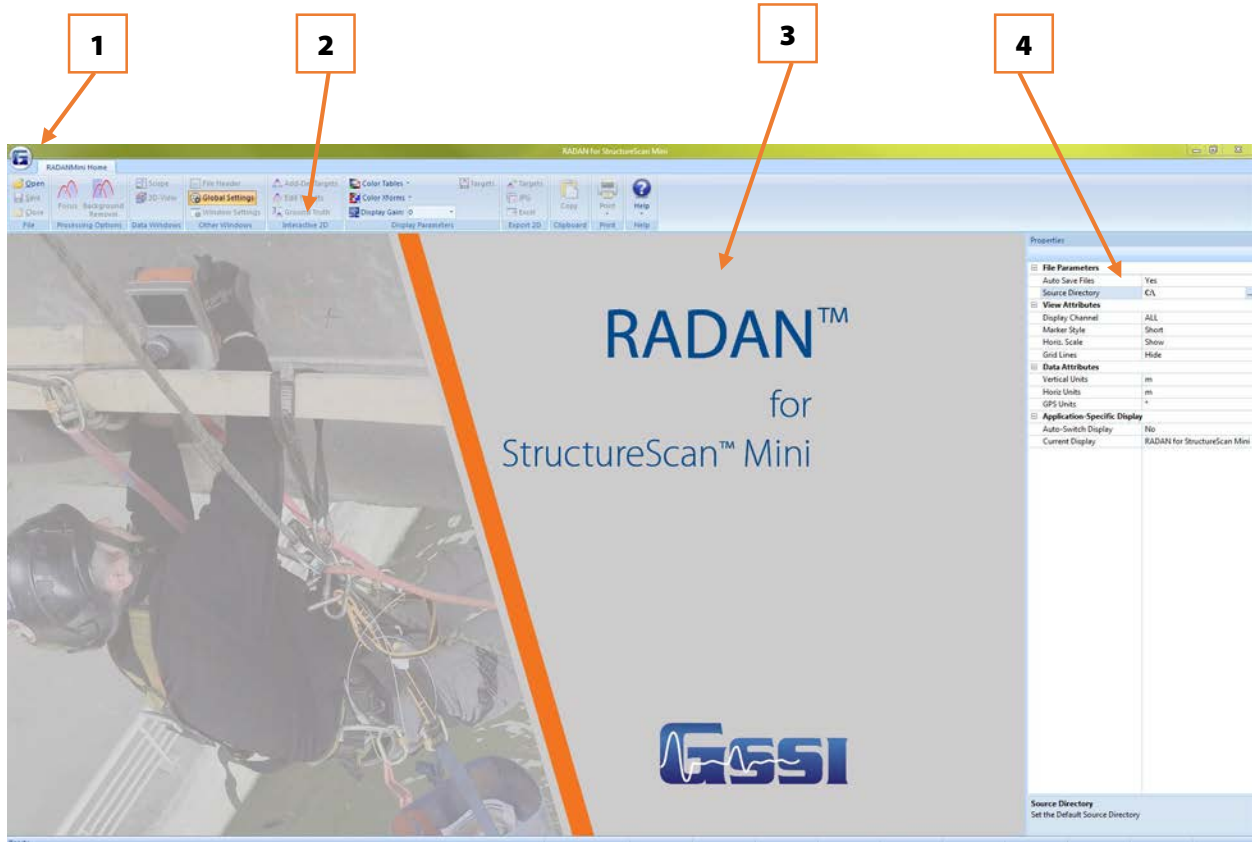 1
2
3
4
RADAN for StructureScan Mini
RADANMini Home
Open
Save
Close
File
Focus
Background Removal
Processing Options
Scope
3D-View
Data Windows
File Header
Global Settings
Window Settings
Other Windows
Add-Del Targets
Edit Targets
Ground Truth
Interactive 2D
Color Tables
Color Xforms
Display Gain: 0
Targets
Display Parameters
Targets
JPG
Excel
Export 2D
Copy
Clipboard
Print
Print
Help
Help
RADAN™
for
StructureScan™ Mini
GSSI
Properties
File Parameters
Auto Save Files Yes
Source Directory C:\ ...
View Attributes
Display Channel ALL
Marker Style Short
Horiz. Scale Show
Grid Lines Hide
Data Attributes
Vertical Units m
Horiz Units m
GPS Units °
Application-Specific Display
Auto-Switch Display No
Current Display RADAN for StructureScan Mini
Source Directory
Set the Default Source Directory